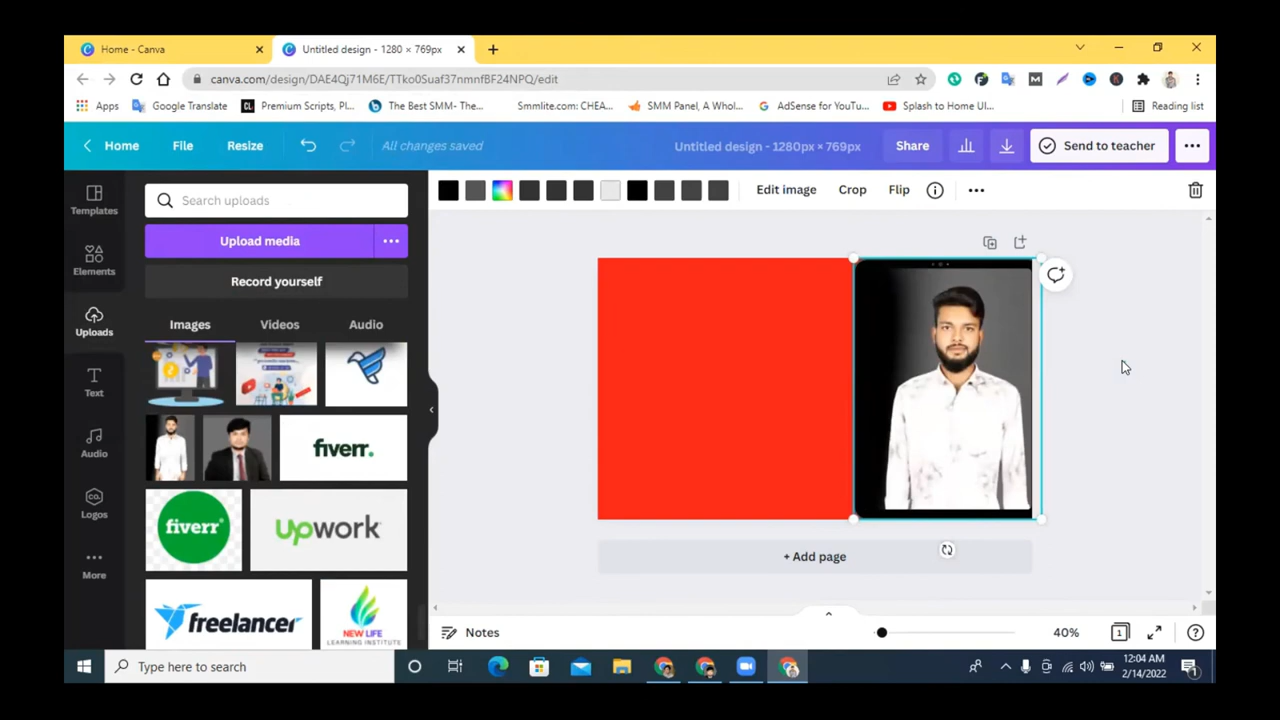 Home - Canva
Untitled design - 1280 × 769px
canva.com/design/DAE4Qj71M6E/TTko0Suaf37nmnfBF24NPQ/edit
Apps
Google Translate
Premium Scripts, Pl...
The Best SMM- The...
Smmlite.com: CHEA...
SMM Panel, A Whol...
AdSense for YouTu...
Splash to Home UI...
Reading list
Home
File
Resize
All changes saved
Untitled design - 1280px × 769px
Share
Send to teacher
Templates
Elements
Uploads
Text
Audio
Logos
More
Search uploads
Upload media
Record yourself
Images
Videos
Audio
fiverr.
fiverr
Upwork
freelancer
NEW LIFE
LEARNING INSTITUTE
Edit image
Crop
Flip
+ Add page
Notes
40%
1
Type here to search
12:04 AM
2/14/2022